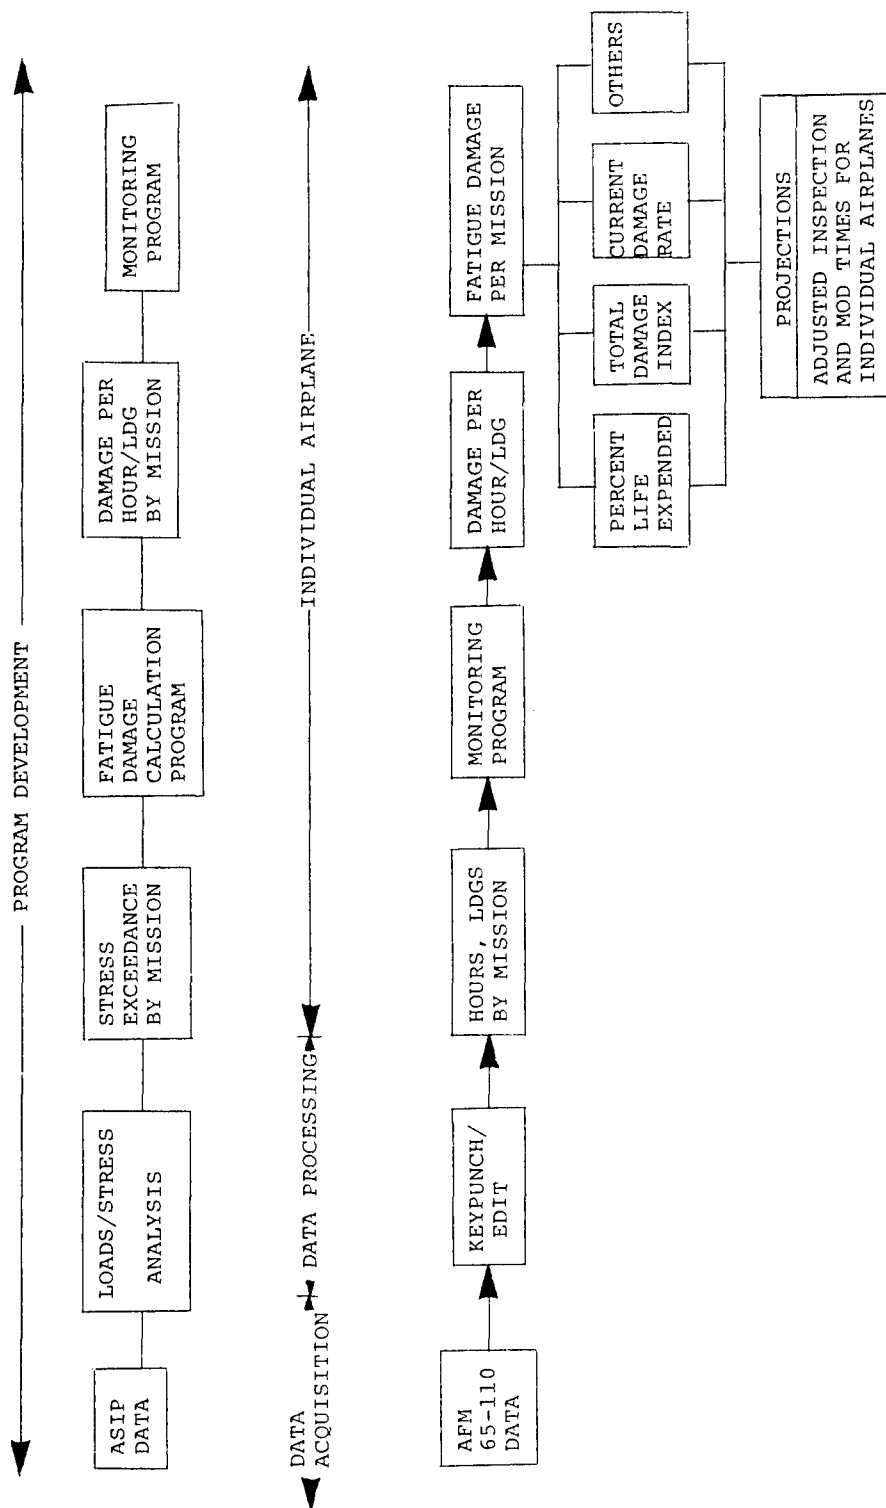 PROGRAM DEVELOPMENT
ASIP
DATA
LOADS/STRESS
ANALYSIS
STRESS
EXCEEDANCE
BY MISSION
FATIGUE
DAMAGE
CALCULATION
PROGRAM
DAMAGE PER
HOUR/LDG
BY MISSION
MONITORING
PROGRAM
DATA
ACQUISITION
DATA PROCESSING
INDIVIDUAL AIRPLANE
AFM
65-110
DATA
KEYPUNCH/
EDIT
HOURS, LDGS
BY MISSION
MONITORING
PROGRAM
DAMAGE PER
HOUR/LDG
FATIGUE DAMAGE
PER MISSION
PERCENT
LIFE
EXPENDED
TOTAL
DAMAGE
INDEX
CURRENT
DAMAGE
RATE
OTHERS
PROJECTIONS
ADJUSTED INSPECTION
AND MOD TIMES FOR
INDIVIDUAL AIRPLANES